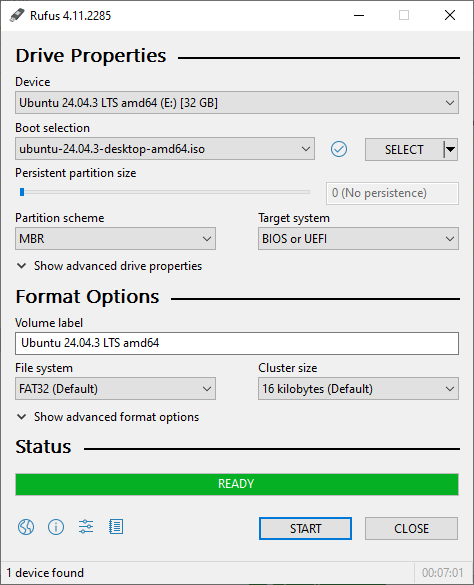 Rufus 4.11.2285
Drive Properties
Device
Ubuntu 24.04.3 LTS amd64 (E:) [32 GB]
Boot selection
ubuntu-24.04.3-desktop-amd64.iso
SELECT
Persistent partition size
0 (No persistence)
Partition scheme
Target system
MBR
BIOS or UEFI
Show advanced drive properties
Format Options
Volume label
Ubuntu 24.04.3 LTS amd64
File system
Cluster size
FAT32 (Default)
16 kilobytes (Default)
Show advanced format options
Status
READY
START
CLOSE
1 device found
00:07:01